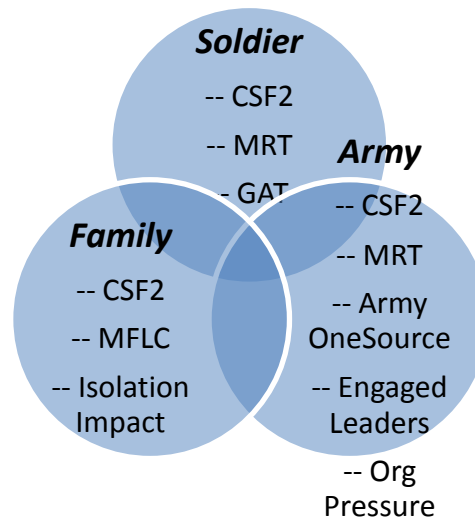 Soldier
-- CSF2
-- MRT
-- GAT
Family
-- CSF2
-- MFLC
-- Isolation
Impact
Army
-- CSF2
-- MRT
-- Army
OneSource
-- Engaged
Leaders
-- Org
Pressure